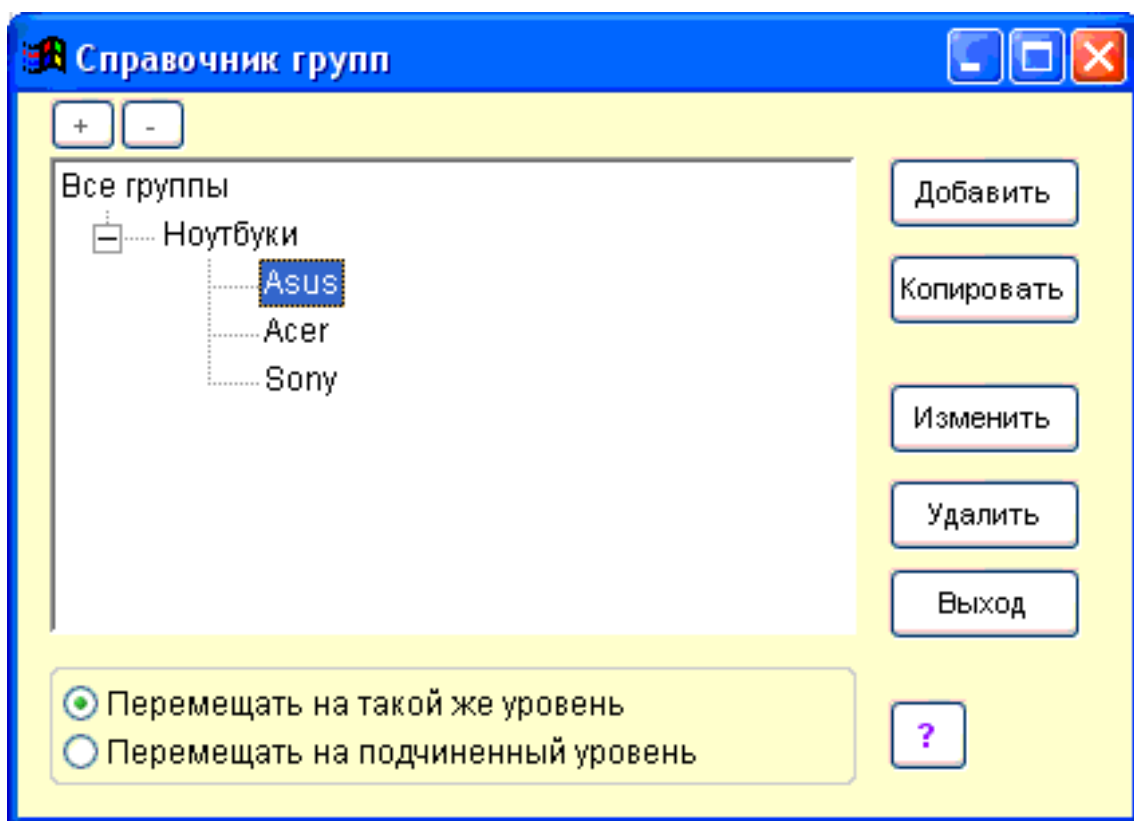 Справочник групп
+ -
Все группы
Ноутбуки
Asus
Acer
Sony
Добавить
Копировать
Изменить
Удалить
Выход
Перемещать на такой же уровень
Перемещать на подчиненный уровень
?